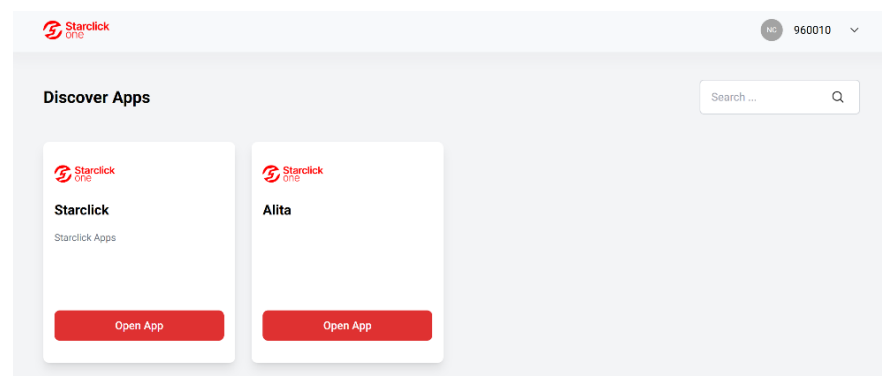 Starclick
one
NC 960010
Discover Apps
Search ...
Starclick
one
Starclick
Starclick Apps
Open App
Starclick
one
Alita
Open App